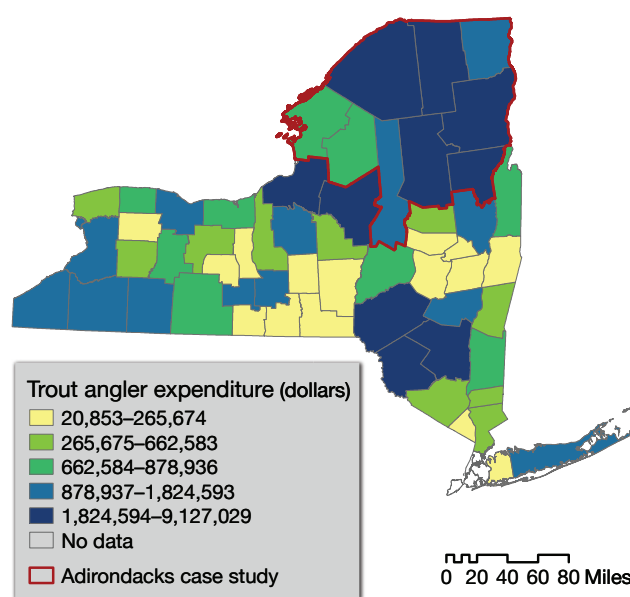 Trout angler expenditure (dollars)
20,853–265,674
265,675–662,583
662,584–878,936
878,937–1,824,593
1,824,594–9,127,029
No data
Adirondacks case study
0 20 40 60 80 Miles